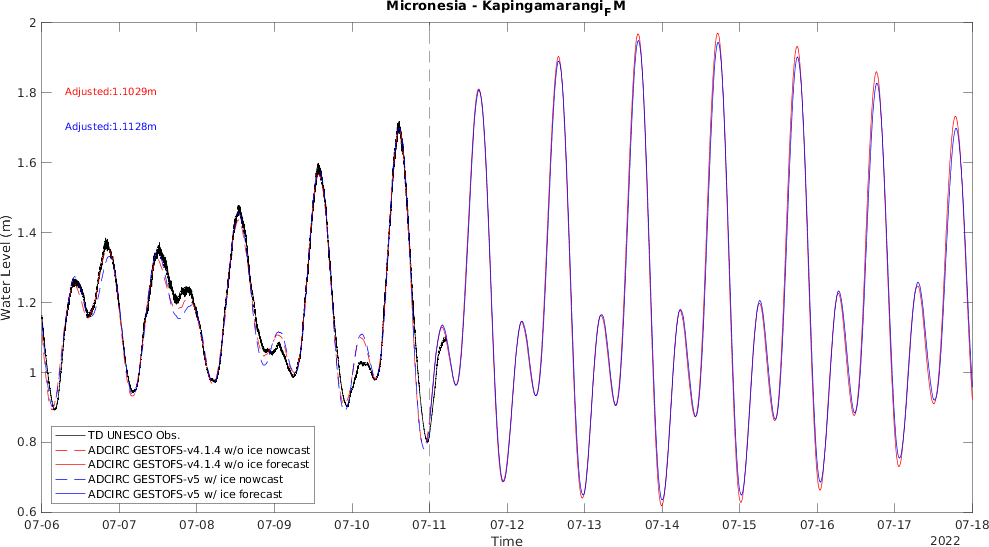 Micronesia - Kapingamarangi_FM
2
1.8
1.6
1.4
1.2
1
0.8
0.6
Water Level (m)
Adjusted:1.1029m
Adjusted:1.1128m
TD UNESCO Obs.
ADCIRC GESTOFS-v4.1.4 w/o ice nowcast
ADCIRC GESTOFS-v4.1.4 w/o ice forecast
ADCIRC GESTOFS-v5 w/ ice nowcast
ADCIRC GESTOFS-v5 w/ ice forecast
07-06 07-07 07-08 07-09 07-10 07-11 07-12 07-13 07-14 07-15 07-16 07-17 07-18
Time
2022